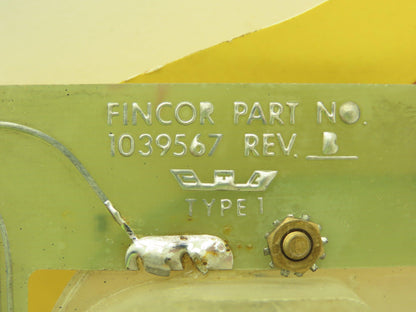 FINCOR PART NO.
1039567 REV. B
TYPE 1